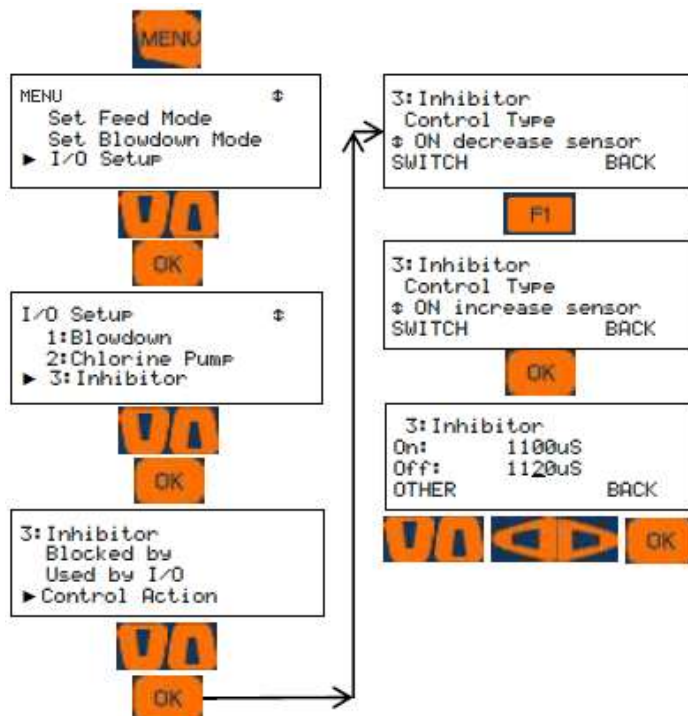 MENU
MENU
Set Feed Mode
Set Blowdown Mode
► I/O Setup
OK
I/O Setup
1:Blowdown
2:Chlorine Pump
► 3:Inhibitor
OK
3:Inhibitor
Blocked by
Used by I/O
►Control Action
OK
3:Inhibitor
Control Type
ON decrease sensor
SWITCH BACK
F1
3:Inhibitor
Control Type
ON increase sensor
SWITCH BACK
OK
3:Inhibitor
On: 1100uS
Off: 1120uS
OTHER BACK
OK